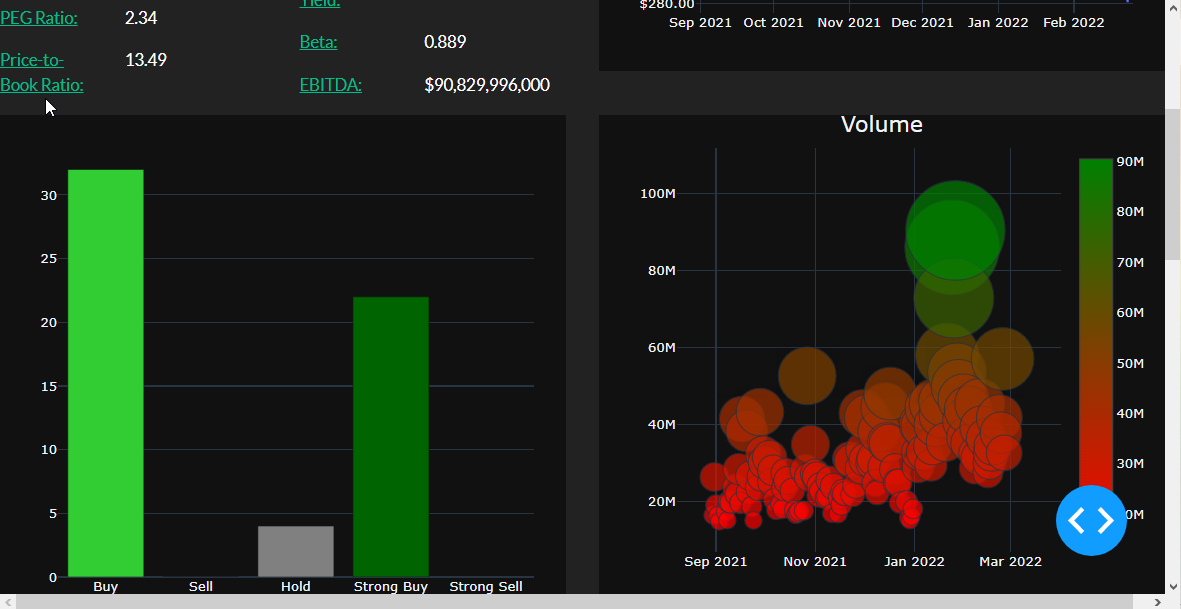 PEG Ratio: 2.34
Yield:
Beta: 0.889
Price-to-
Book Ratio: 13.49
EBITDA: $90,829,996,000
$280.00
Sep 2021 Oct 2021 Nov 2021 Dec 2021 Jan 2022 Feb 2022
30
25
20
15
10
5
0
Buy Sell Hold Strong Buy Strong Sell
Volume
100M
80M
60M
40M
20M
Sep 2021 Nov 2021 Jan 2022 Mar 2022
90M
80M
70M
60M
50M
40M
30M